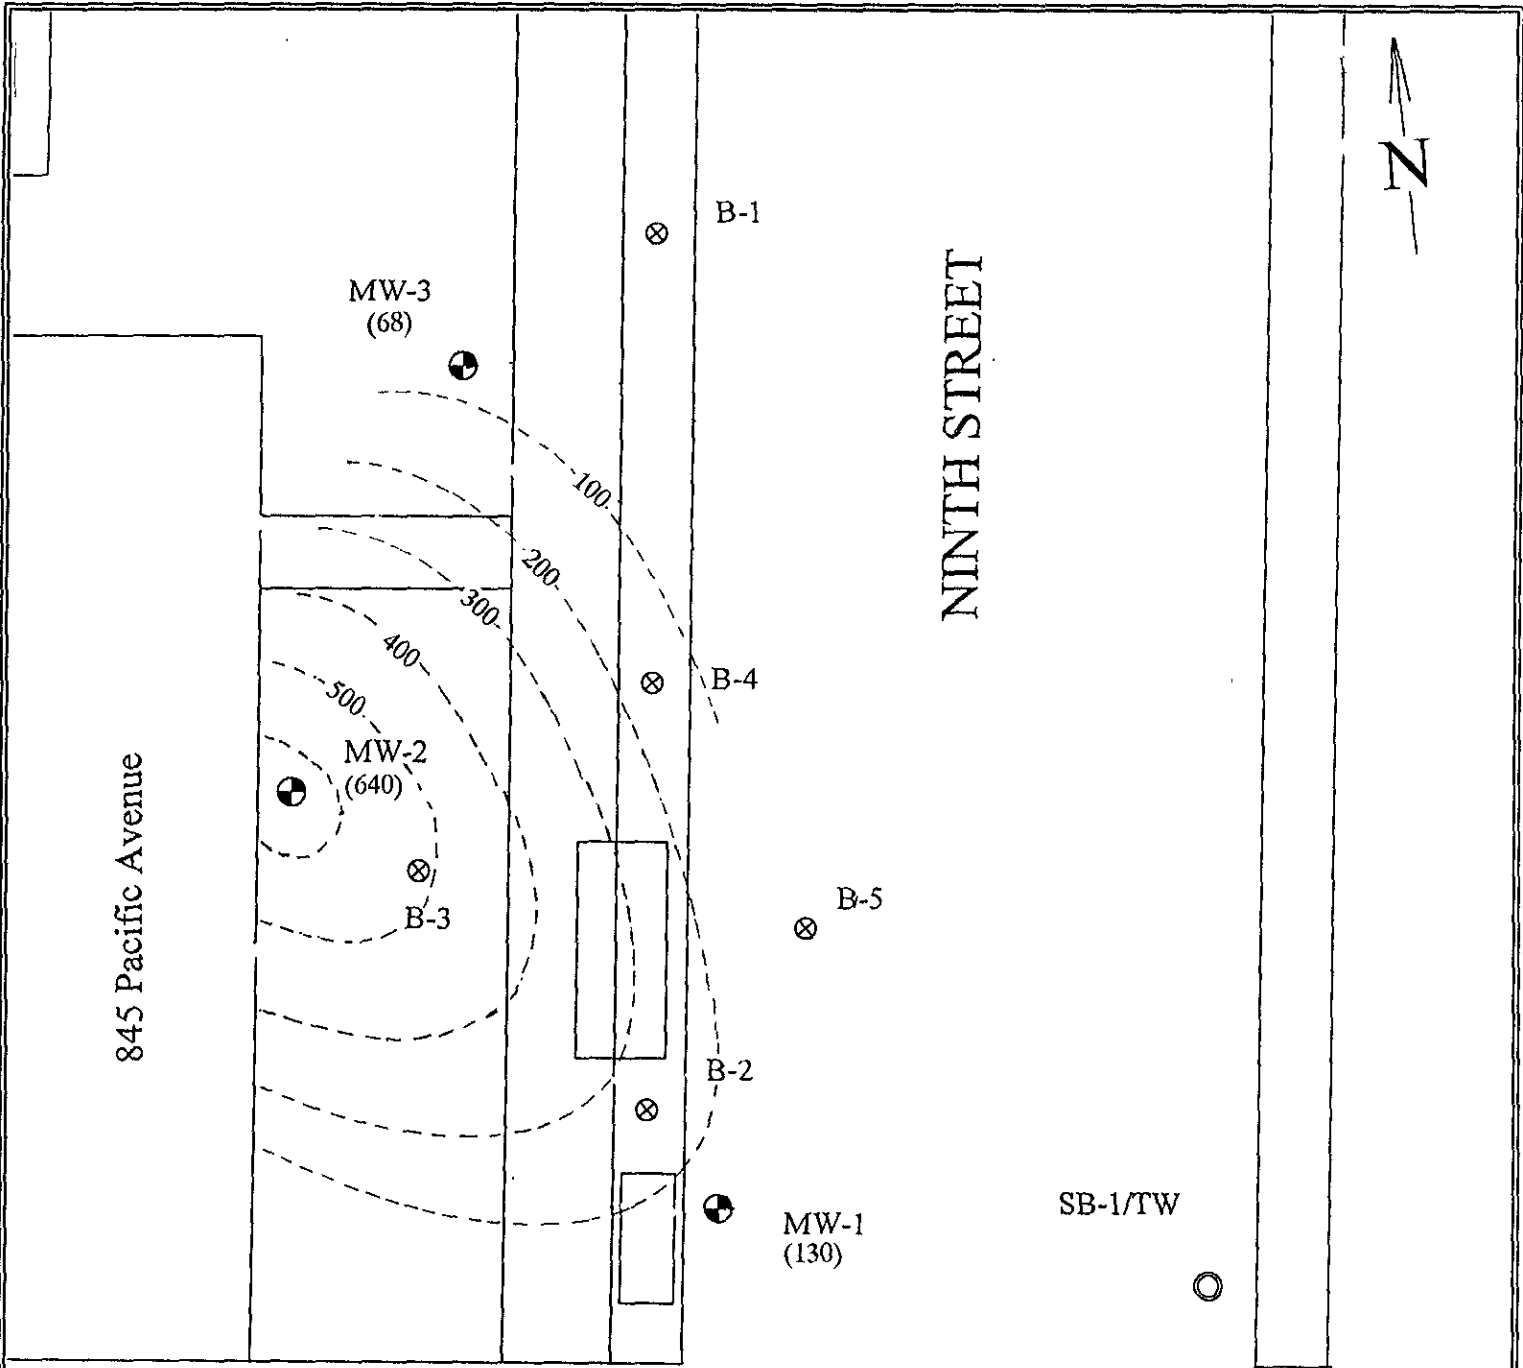 N
B-1
MW-3
(68)
NINTH STREET
100
200
300
400
500
B-4
MW-2
(640)
845 Pacific Avenue
B-3
B-5
B-2
MW-1
(130)
SB-1/TW